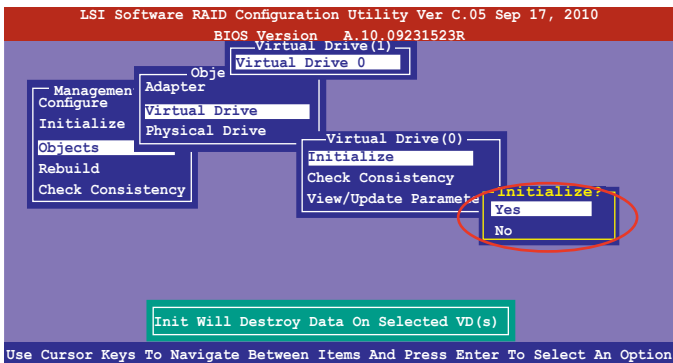 LSI Software RAID Configuration Utility Ver C.05 Sep 17, 2010
BIOS Version A.10.09231523R
Virtual Drive(1)
Virtual Drive 0
Obje
Adapter
Virtual Drive
Physical Drive
Managemen
Configure
Initialize
Objects
Rebuild
Check Consistency
Virtual Drive(0)
Initialize
Check Consistency
View/Update Paramete
Initialize?
Yes
No
Init Will Destroy Data On Selected VD(s)
Use Cursor Keys To Navigate Between Items And Press Enter To Select An Option